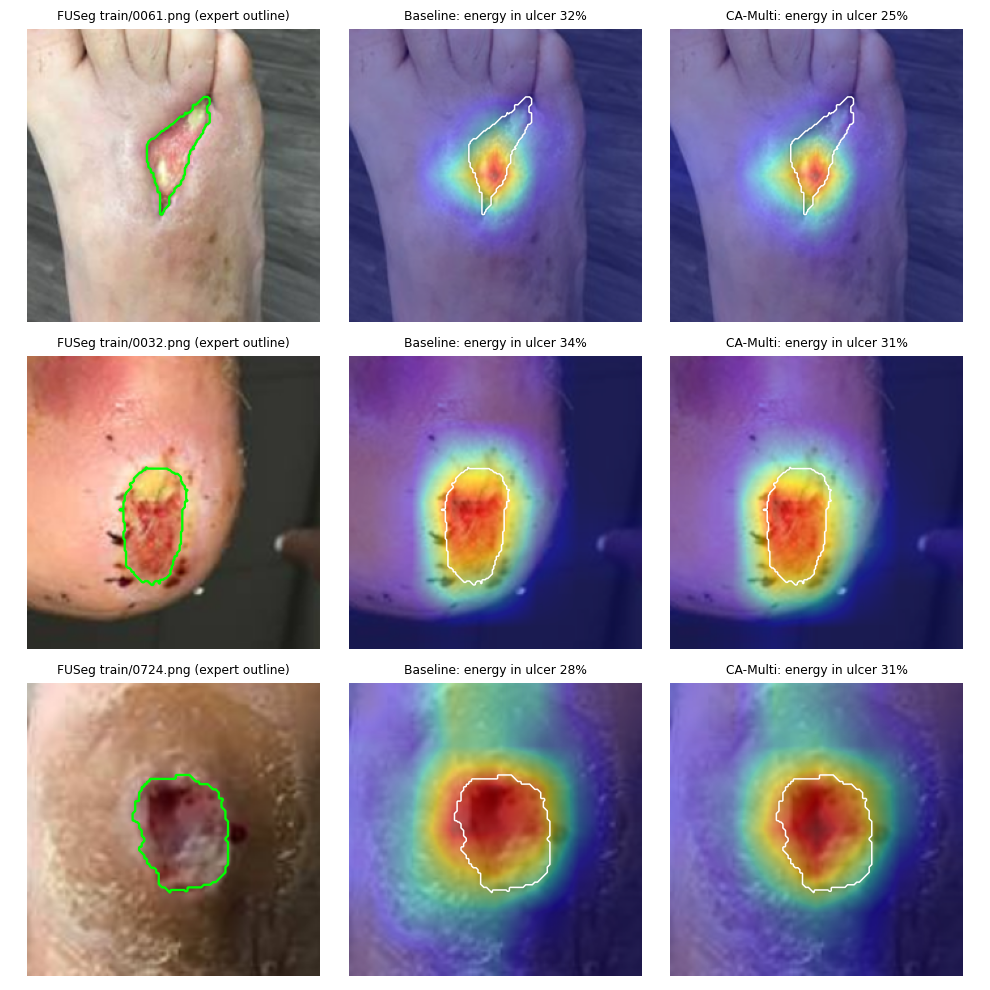 FUSeg train/0061.png (expert outline)
Baseline: energy in ulcer 32%
CA-Multi: energy in ulcer 25%
FUSeg train/0032.png (expert outline)
Baseline: energy in ulcer 34%
CA-Multi: energy in ulcer 31%
FUSeg train/0724.png (expert outline)
Baseline: energy in ulcer 28%
CA-Multi: energy in ulcer 31%